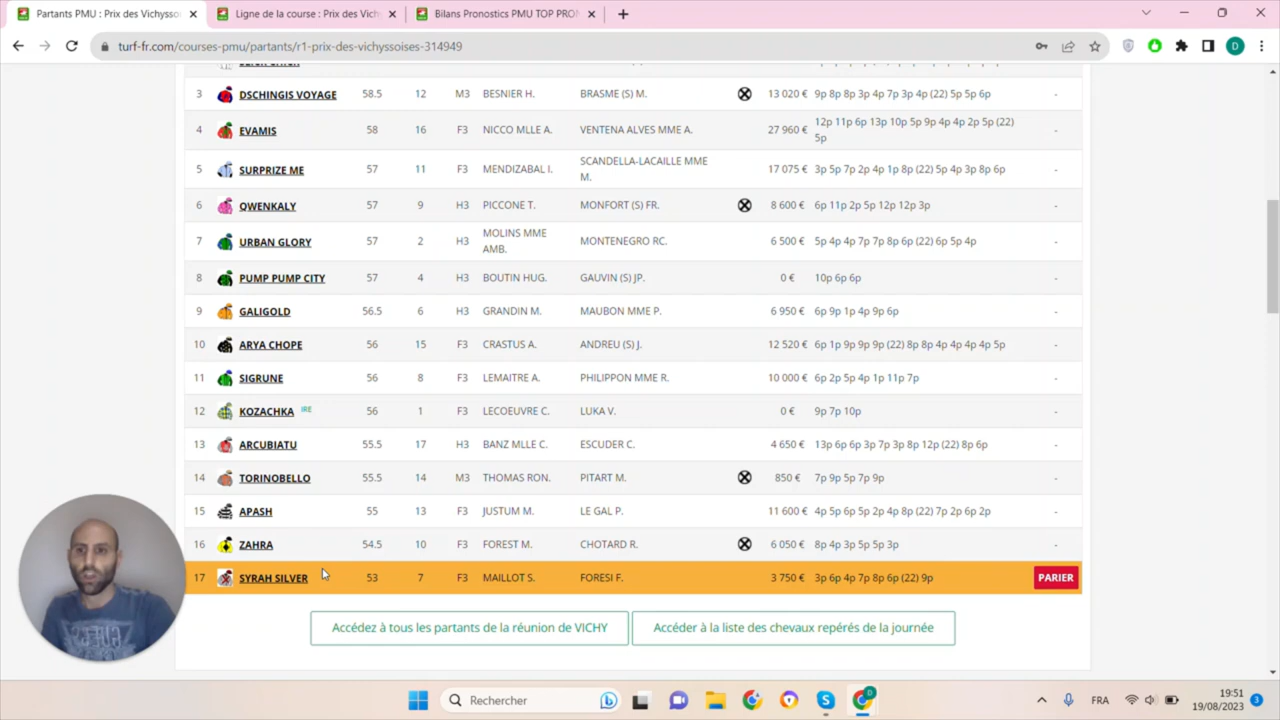 Partants PMU : Prix des Vichysso
Ligne de la course : Prix des Vich
Bilans Pronostics PMU TOP PRON
turf-fr.com/courses-pmu/partants/r1-prix-des-vichyssoises-314949
D
3 DSCHINGIS VOYAGE 58.5 12 M3 BESNIER H. BRASME (S) M. 13 020 € 9p 8p 8p 3p 4p 7p 3p 4p (22) 5p 5p 6p -
4 EVAMIS 58 16 F3 NICCO MLLE A. VENTENA ALVES MME A. 27 960 € 12p 11p 6p 13p 10p 5p 9p 4p 4p 2p 5p (22)
5p -
5 SURPRIZE ME 57 11 F3 MENDIZABAL I. SCANDELLA-LACAILLE MME
M. 17 075 € 3p 5p 7p 2p 4p 1p 8p (22) 5p 4p 3p 8p 6p -
6 QWENKALY 57 9 H3 PICCONE T. MONFORT (S) FR. 8 600 € 6p 11p 2p 5p 12p 12p 3p -
7 URBAN GLORY 57 2 H3 MOLINS MME
AMB. MONTENEGRO RC. 6 500 € 5p 4p 4p 7p 7p 8p 6p (22) 6p 5p 4p -
8 PUMP PUMP CITY 57 4 H3 BOUTIN HUG. GAUVIN (S) JP. 0 € 10p 6p 6p -
9 GALIGOLD 56.5 6 H3 GRANDIN M. MAUBON MME P. 6 950 € 6p 9p 1p 4p 9p 6p -
10 ARYA CHOPE 56 15 F3 CRASTUS A. ANDREU (S) J. 12 520 € 6p 1p 9p 9p 9p (22) 8p 8p 4p 4p 4p 4p 5p -
11 SIGRUNE 56 8 F3 LEMAITRE A. PHILIPPON MME R. 10 000 € 6p 2p 5p 4p 1p 11p 7p -
12 KOZACHKA IRE 56 1 F3 LECOEUVRE C. LUKA V. 0 € 9p 7p 10p -
13 ARCUBIATU 55.5 17 H3 BANZ MLLE C. ESCUDER C. 4 650 € 13p 6p 6p 3p 7p 3p 8p 12p (22) 8p 6p -
14 TORINOBELLO 55.5 14 M3 THOMAS RON. PITART M. 850 € 7p 9p 5p 7p 9p -
15 APASH 55 13 F3 JUSTUM M. LE GAL P. 11 600 € 4p 5p 6p 5p 2p 4p 8p (22) 7p 2p 6p 2p -
16 ZAHRA 54.5 10 F3 FOREST M. CHOTARD R. 6 050 € 8p 4p 3p 5p 5p 3p -
17 SYRAH SILVER 53 7 F3 MAILLOT S. FORESI F. 3 750 € 3p 6p 4p 7p 8p 6p (22) 9p PARIER
Accédez à tous les partants de la réunion de VICHY
Accéder à la liste des chevaux repérés de la journée
Rechercher
D
FRA
19:51
19/08/2023
3